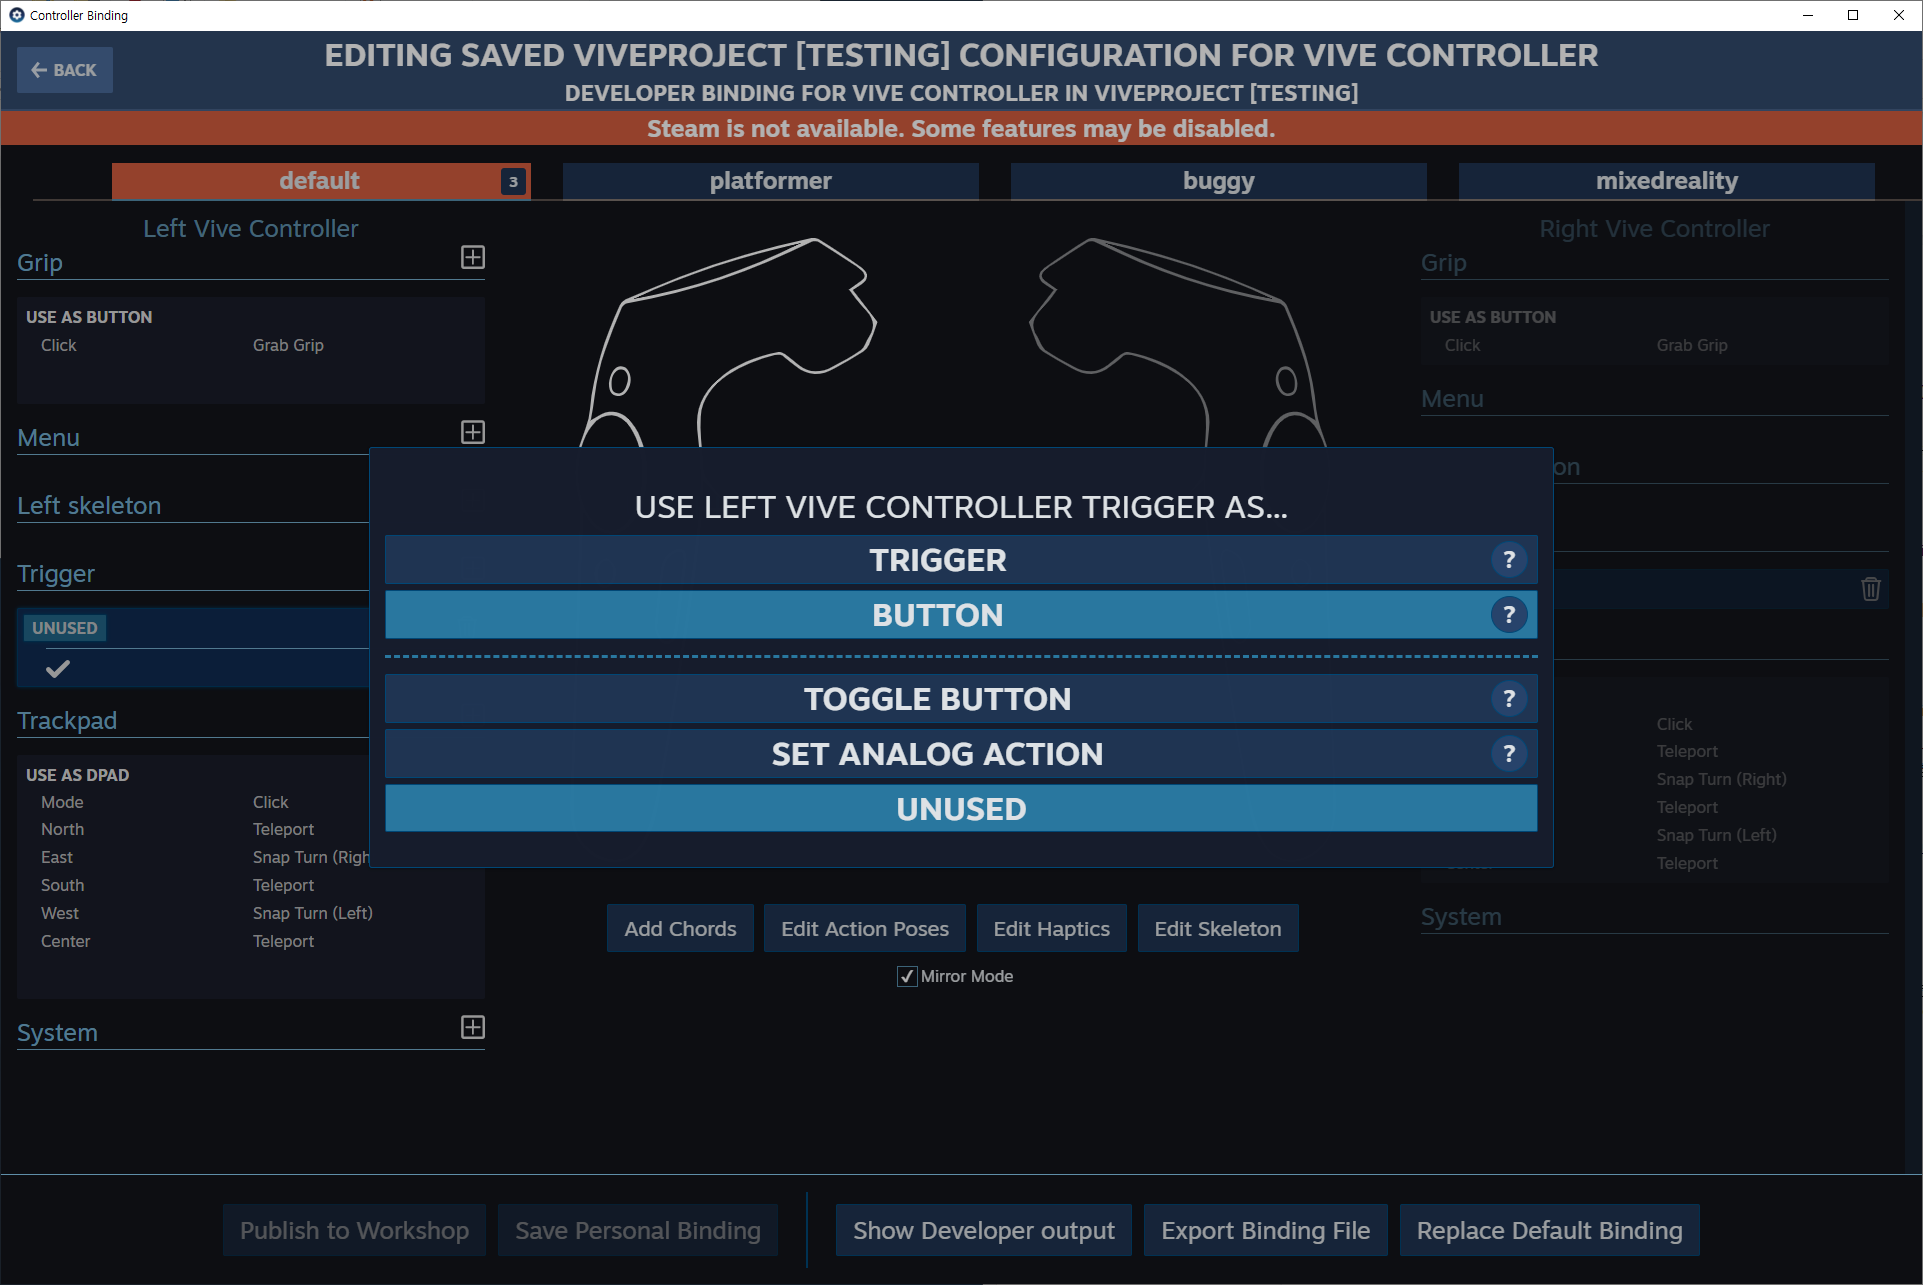 Controller Binding
BACK
EDITING SAVED VIVEPROJECT [TESTING] CONFIGURATION FOR VIVE CONTROLLER
DEVELOPER BINDING FOR VIVE CONTROLLER IN VIVEPROJECT [TESTING]
Steam is not available. Some features may be disabled.
default 3
platformer
buggy
mixedreality
Left Vive Controller
Grip
USE AS BUTTON
Click Grab Grip
Menu
Left skeleton
Trigger
UNUSED
Trackpad
USE AS DPAD
Mode Click
North Teleport
East Snap Turn (Righ
South Teleport
West Snap Turn (Left)
Center Teleport
System
USE LEFT VIVE CONTROLLER TRIGGER AS...
TRIGGER ?
BUTTON ?
TOGGLE BUTTON ?
SET ANALOG ACTION ?
UNUSED
Add Chords
Edit Action Poses
Edit Haptics
Edit Skeleton
Mirror Mode
Right Vive Controller
Grip
USE AS BUTTON
Click Grab Grip
Menu
on
Click
Teleport
Snap Turn (Right)
Teleport
Snap Turn (Left)
Teleport
System
Publish to Workshop
Save Personal Binding
Show Developer output
Export Binding File
Replace Default Binding